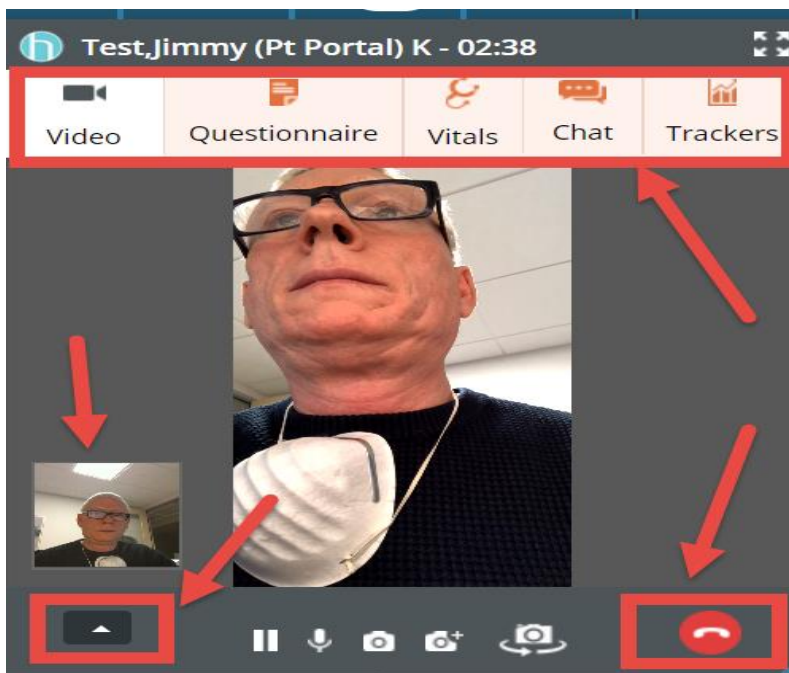 Test,Jimmy (Pt Portal) K - 02:38
Video Questionnaire Vitals Chat Trackers